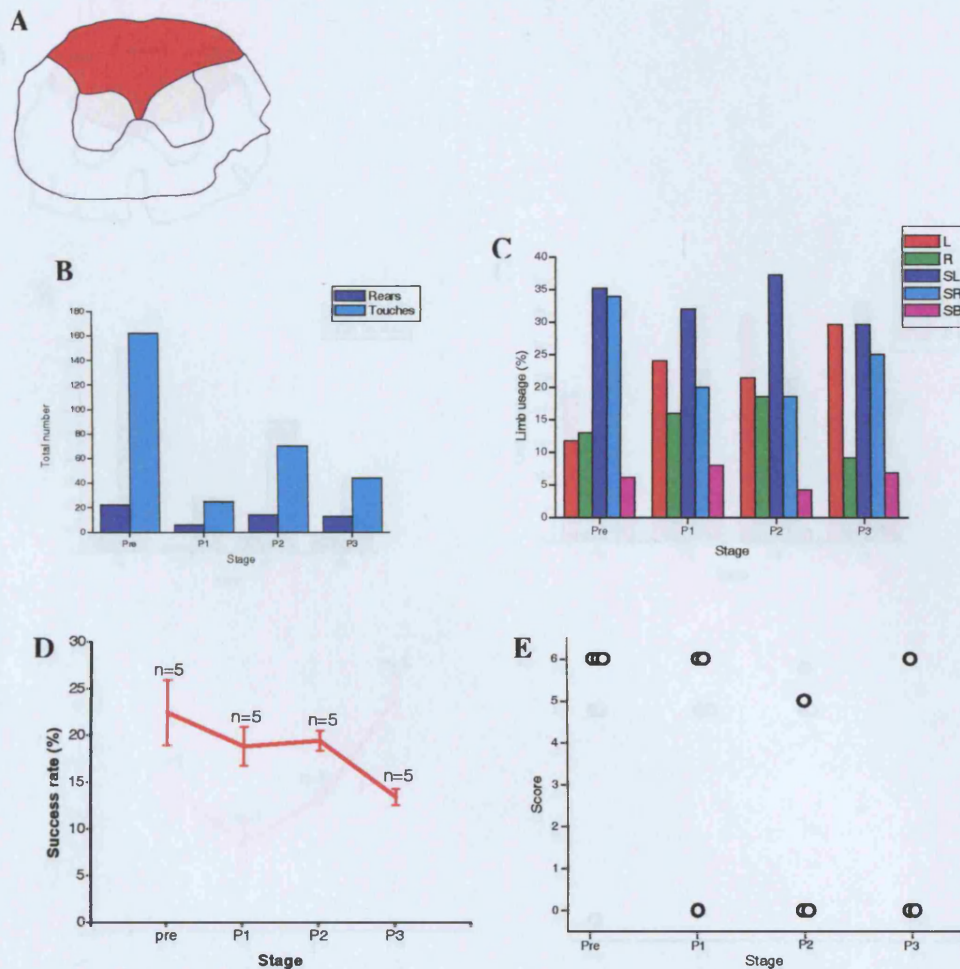 A
B
Rears
Touches
180
160
140
120
100
80
60
40
20
0
Total number
Pre P1 P2 P3
Stage
C
L
R
SL
SR
SB
40
35
30
25
20
15
10
5
0
Limb usage (%)
Pre P1 P2 P3
Stage
D
30
25
20
15
10
5
0
Success rate (%)
n=5
n=5
n=5
n=5
pre P1 P2 P3
Stage
E
6
5
4
3
2
1
0
Score
Pre P1 P2 P3
Stage